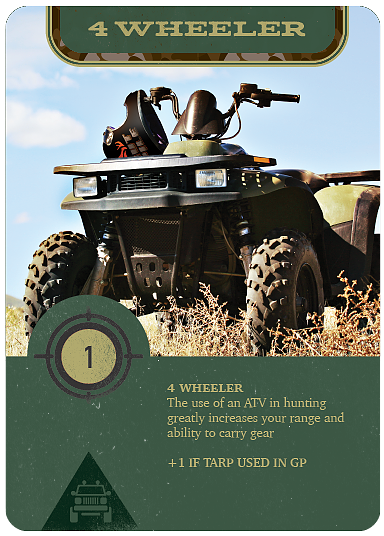 4 WHEELER
1
4 WHEELER
The use of an ATV in hunting
greatly increases your range and
ability to carry gear
+1 IF TARP USED IN GP